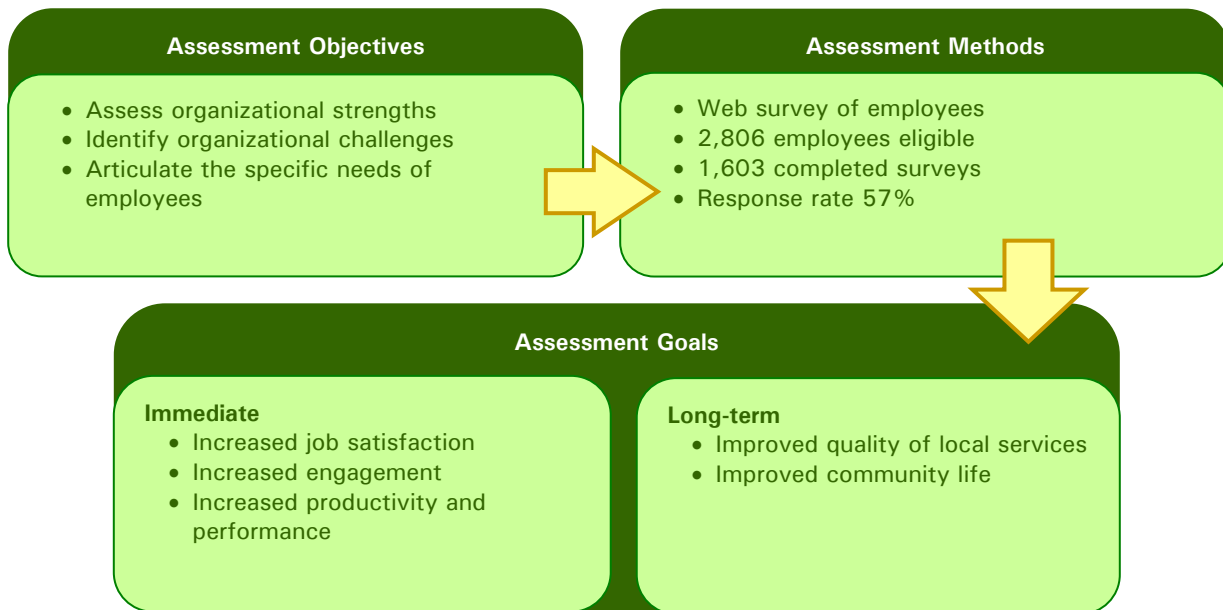 Assessment Objectives
• Assess organizational strengths
• Identify organizational challenges
• Articulate the specific needs of
employees
Assessment Methods
• Web survey of employees
• 2,806 employees eligible
• 1,603 completed surveys
• Response rate 57%
Assessment Goals
Immediate
• Increased job satisfaction
• Increased engagement
• Increased productivity and
performance
Long-term
• Improved quality of local services
• Improved community life